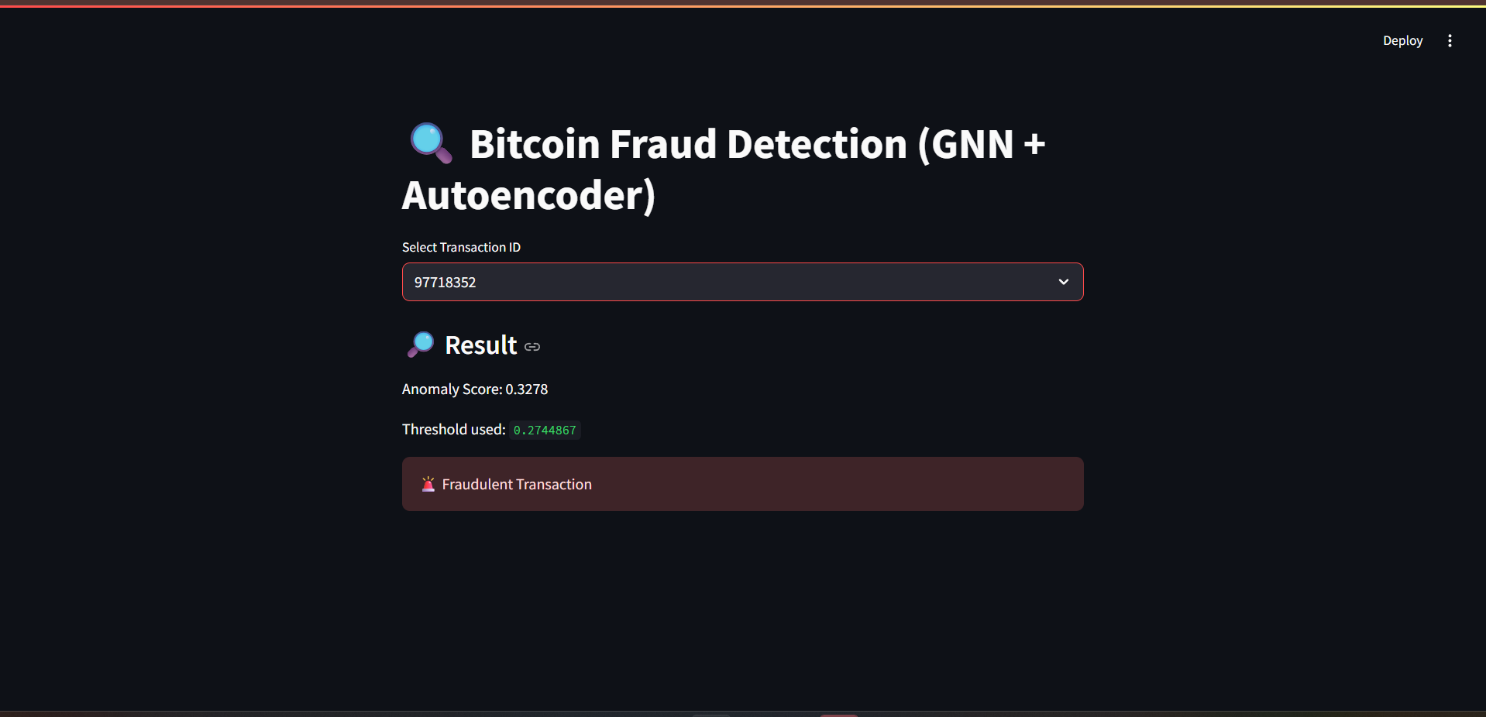 Deploy
Bitcoin Fraud Detection (GNN +
Autoencoder)
Select Transaction ID
97718352
Result
Anomaly Score: 0.3278
Threshold used: 0.2744867
Fraudulent Transaction